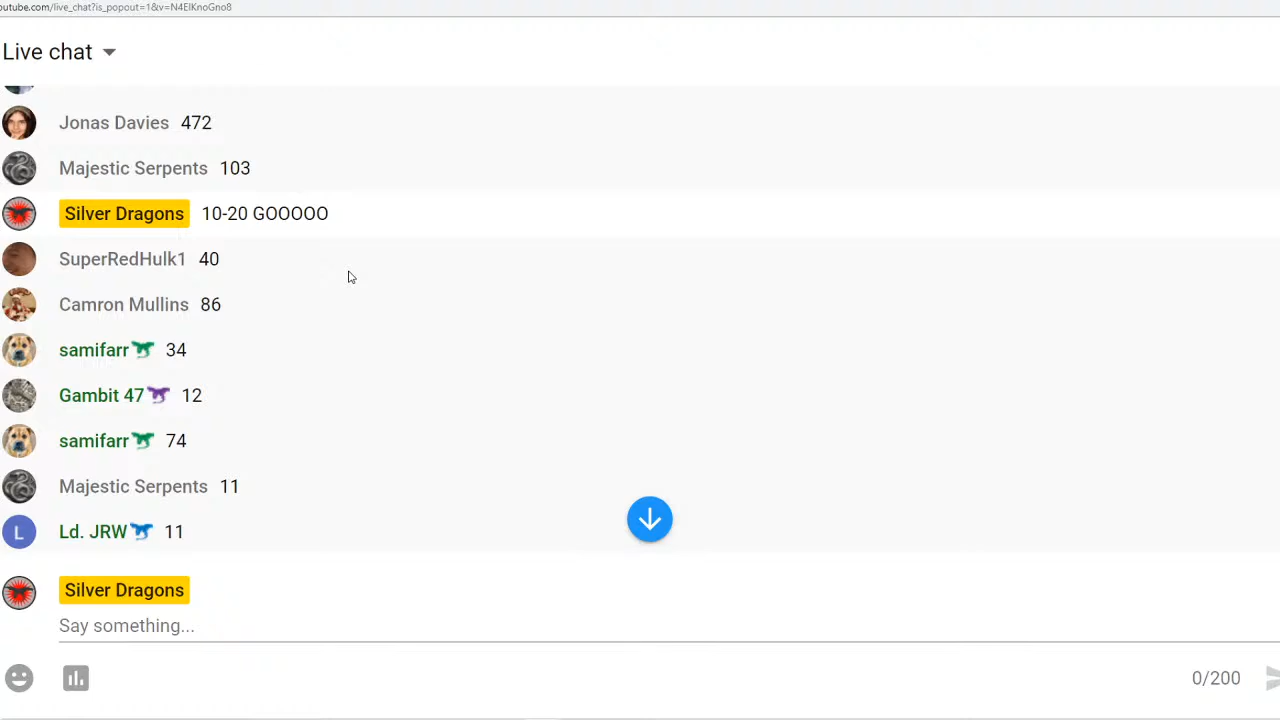 outube.com/live_chat?is_popout=1&v=N4EIKnoGno8
Live chat
Jonas Davies 472
Majestic Serpents 103
Silver Dragons 10-20 GOOOOO
SuperRedHulk1 40
Camron Mullins 86
samifarr 34
Gambit 47 12
samifarr 74
Majestic Serpents 11
L Ld. JRW 11
Silver Dragons
Say something...
0/200